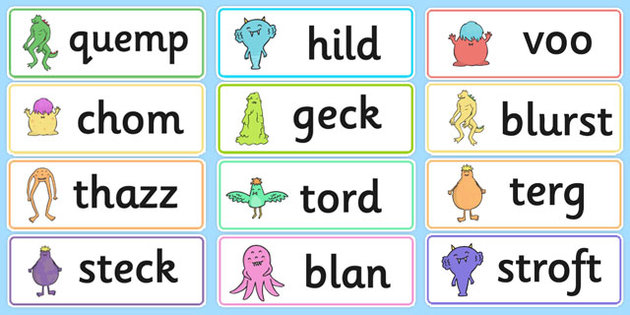 quemp
hild
voo
chom
geck
blurst
thazz
tord
terg
steck
blan
stroft